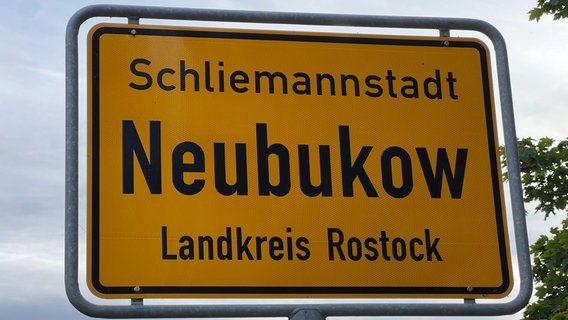 Schliemannstadt
Neubukow
Landkreis Rostock